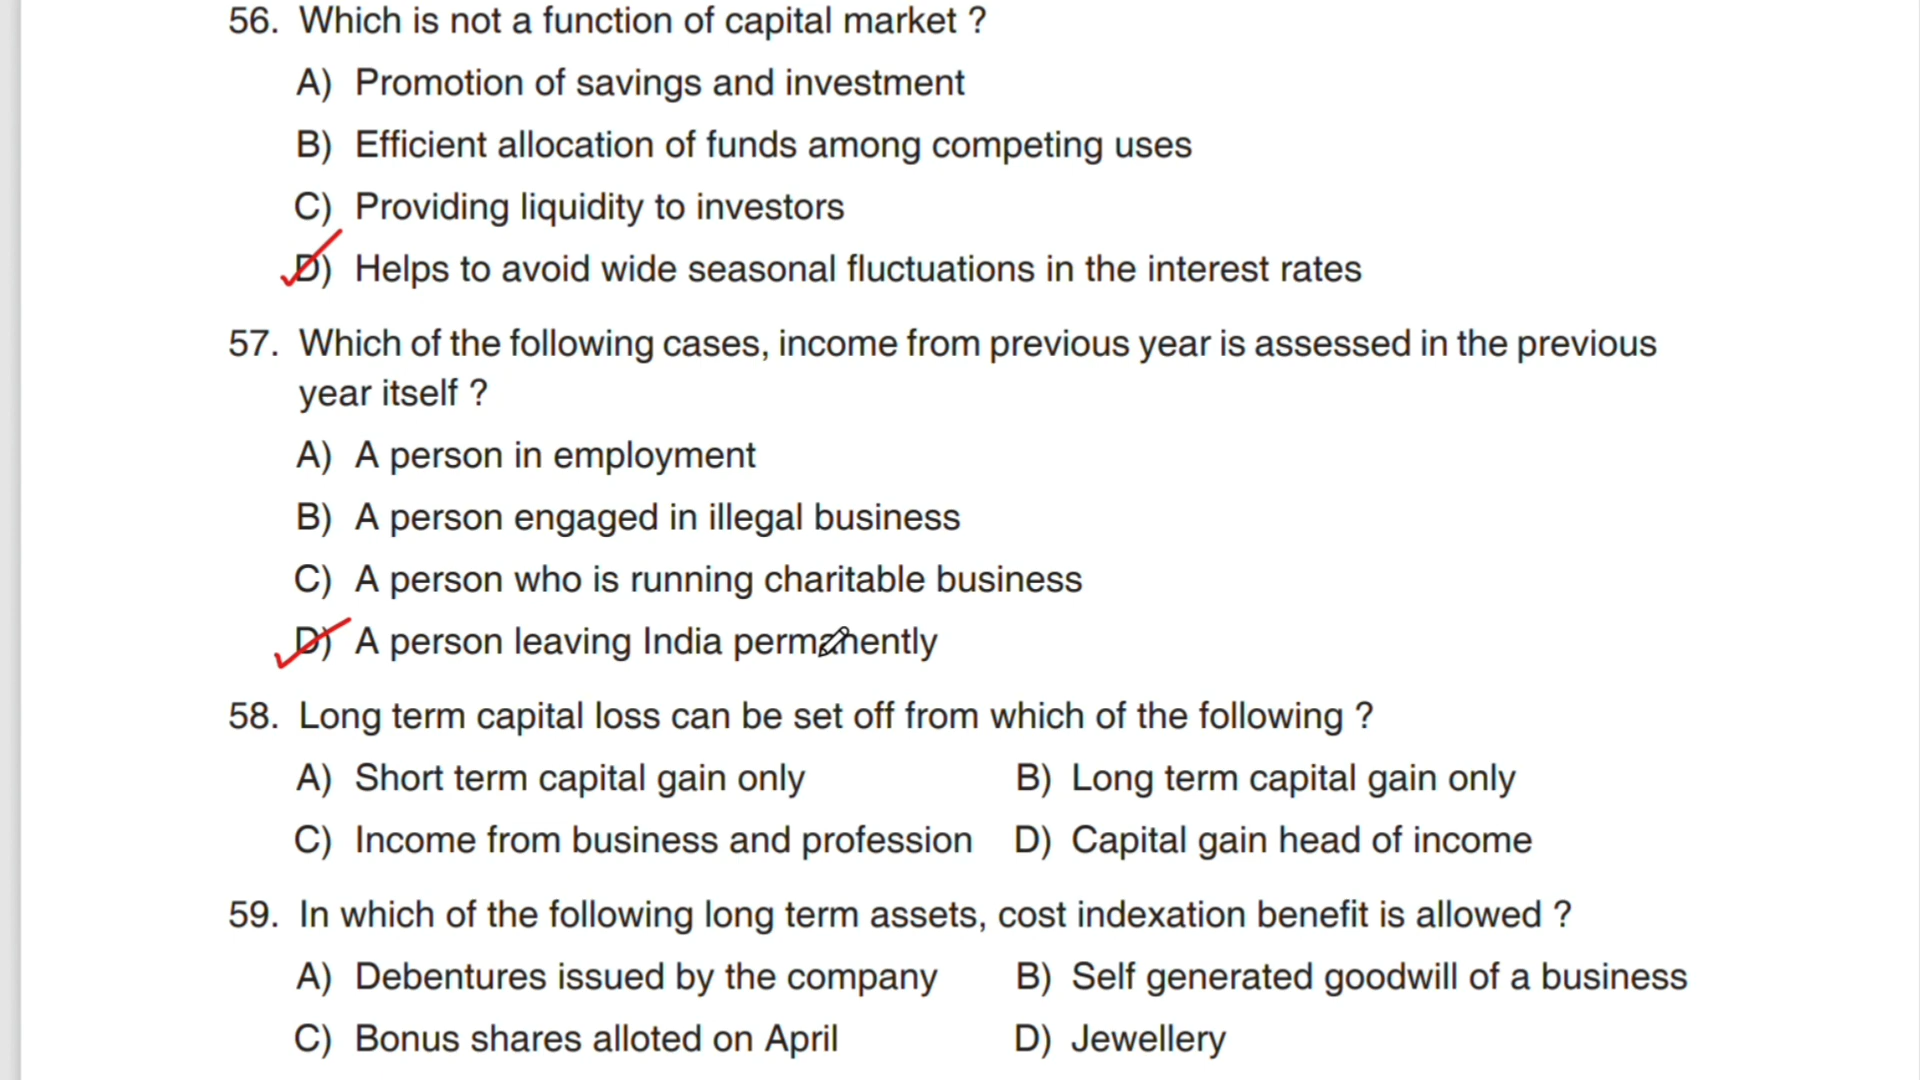 56. Which is not a function of capital market ?
A) Promotion of savings and investment
B) Efficient allocation of funds among competing uses
C) Providing liquidity to investors
D) Helps to avoid wide seasonal fluctuations in the interest rates
57. Which of the following cases, income from previous year is assessed in the previous
year itself ?
A) A person in employment
B) A person engaged in illegal business
C) A person who is running charitable business
D) A person leaving India permanently
58. Long term capital loss can be set off from which of the following ?
A) Short term capital gain only B) Long term capital gain only
C) Income from business and profession D) Capital gain head of income
59. In which of the following long term assets, cost indexation benefit is allowed ?
A) Debentures issued by the company B) Self generated goodwill of a business
C) Bonus shares alloted on April D) Jewellery